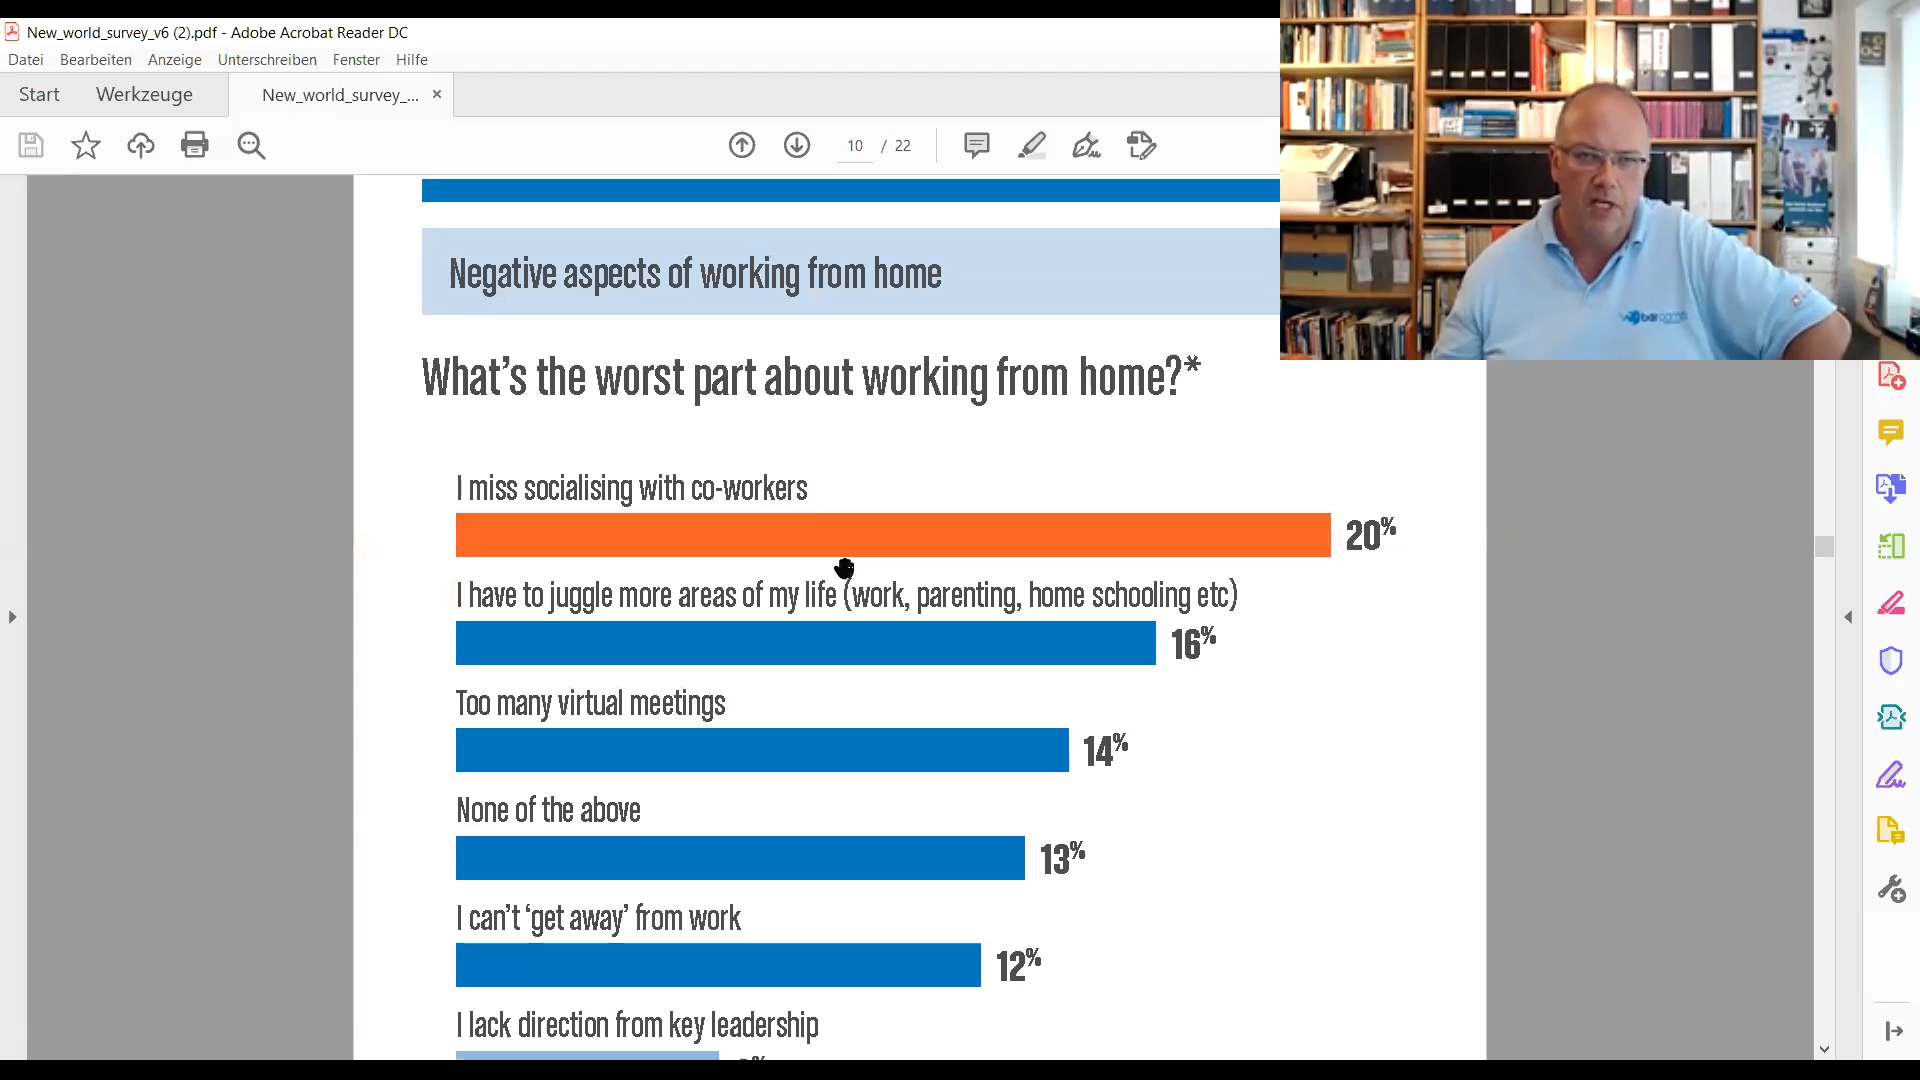 New_world_survey_v6 (2).pdf - Adobe Acrobat Reader DC
Datei Bearbeiten Anzeige Unterschreiben Fenster Hilfe
Start Werkzeuge New_world_survey_... ×
10 / 22
Negative aspects of working from home
What's the worst part about working from home?*
I miss socialising with co-workers
20%
I have to juggle more areas of my life (work, parenting, home schooling etc)
16%
Too many virtual meetings
14%
None of the above
13%
I can't ‘get away’ from work
12%
I lack direction from key leadership